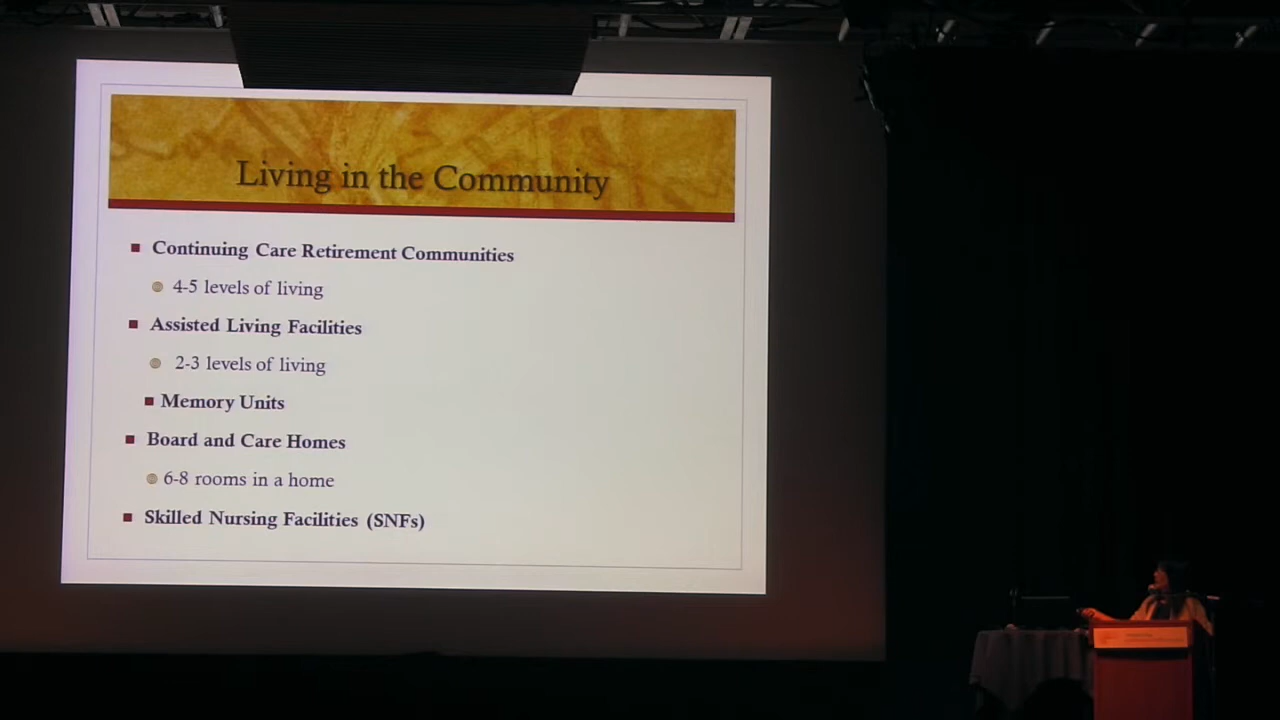 Living in the Community
Continuing Care Retirement Communities
4-5 levels of living
Assisted Living Facilities
2-3 levels of living
Memory Units
Board and Care Homes
6-8 rooms in a home
Skilled Nursing Facilities (SNFs)